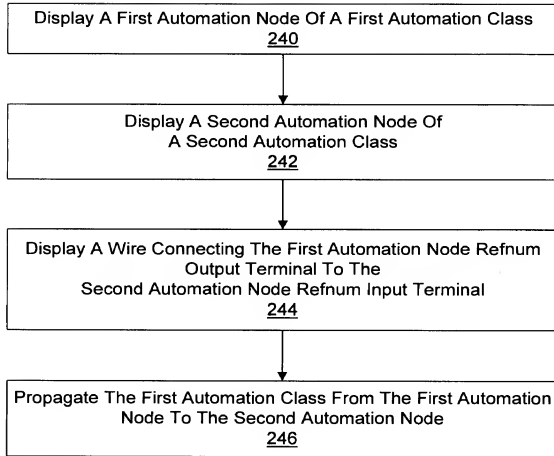 Display A First Automation Node Of A First Automation Class
240
Display A Second Automation Node Of
A Second Automation Class
242
Display A Wire Connecting The First Automation Node Refnum
Output Terminal To The
Second Automation Node Refnum Input Terminal
244
Propagate The First Automation Class From The First Automation
Node To The Second Automation Node
246